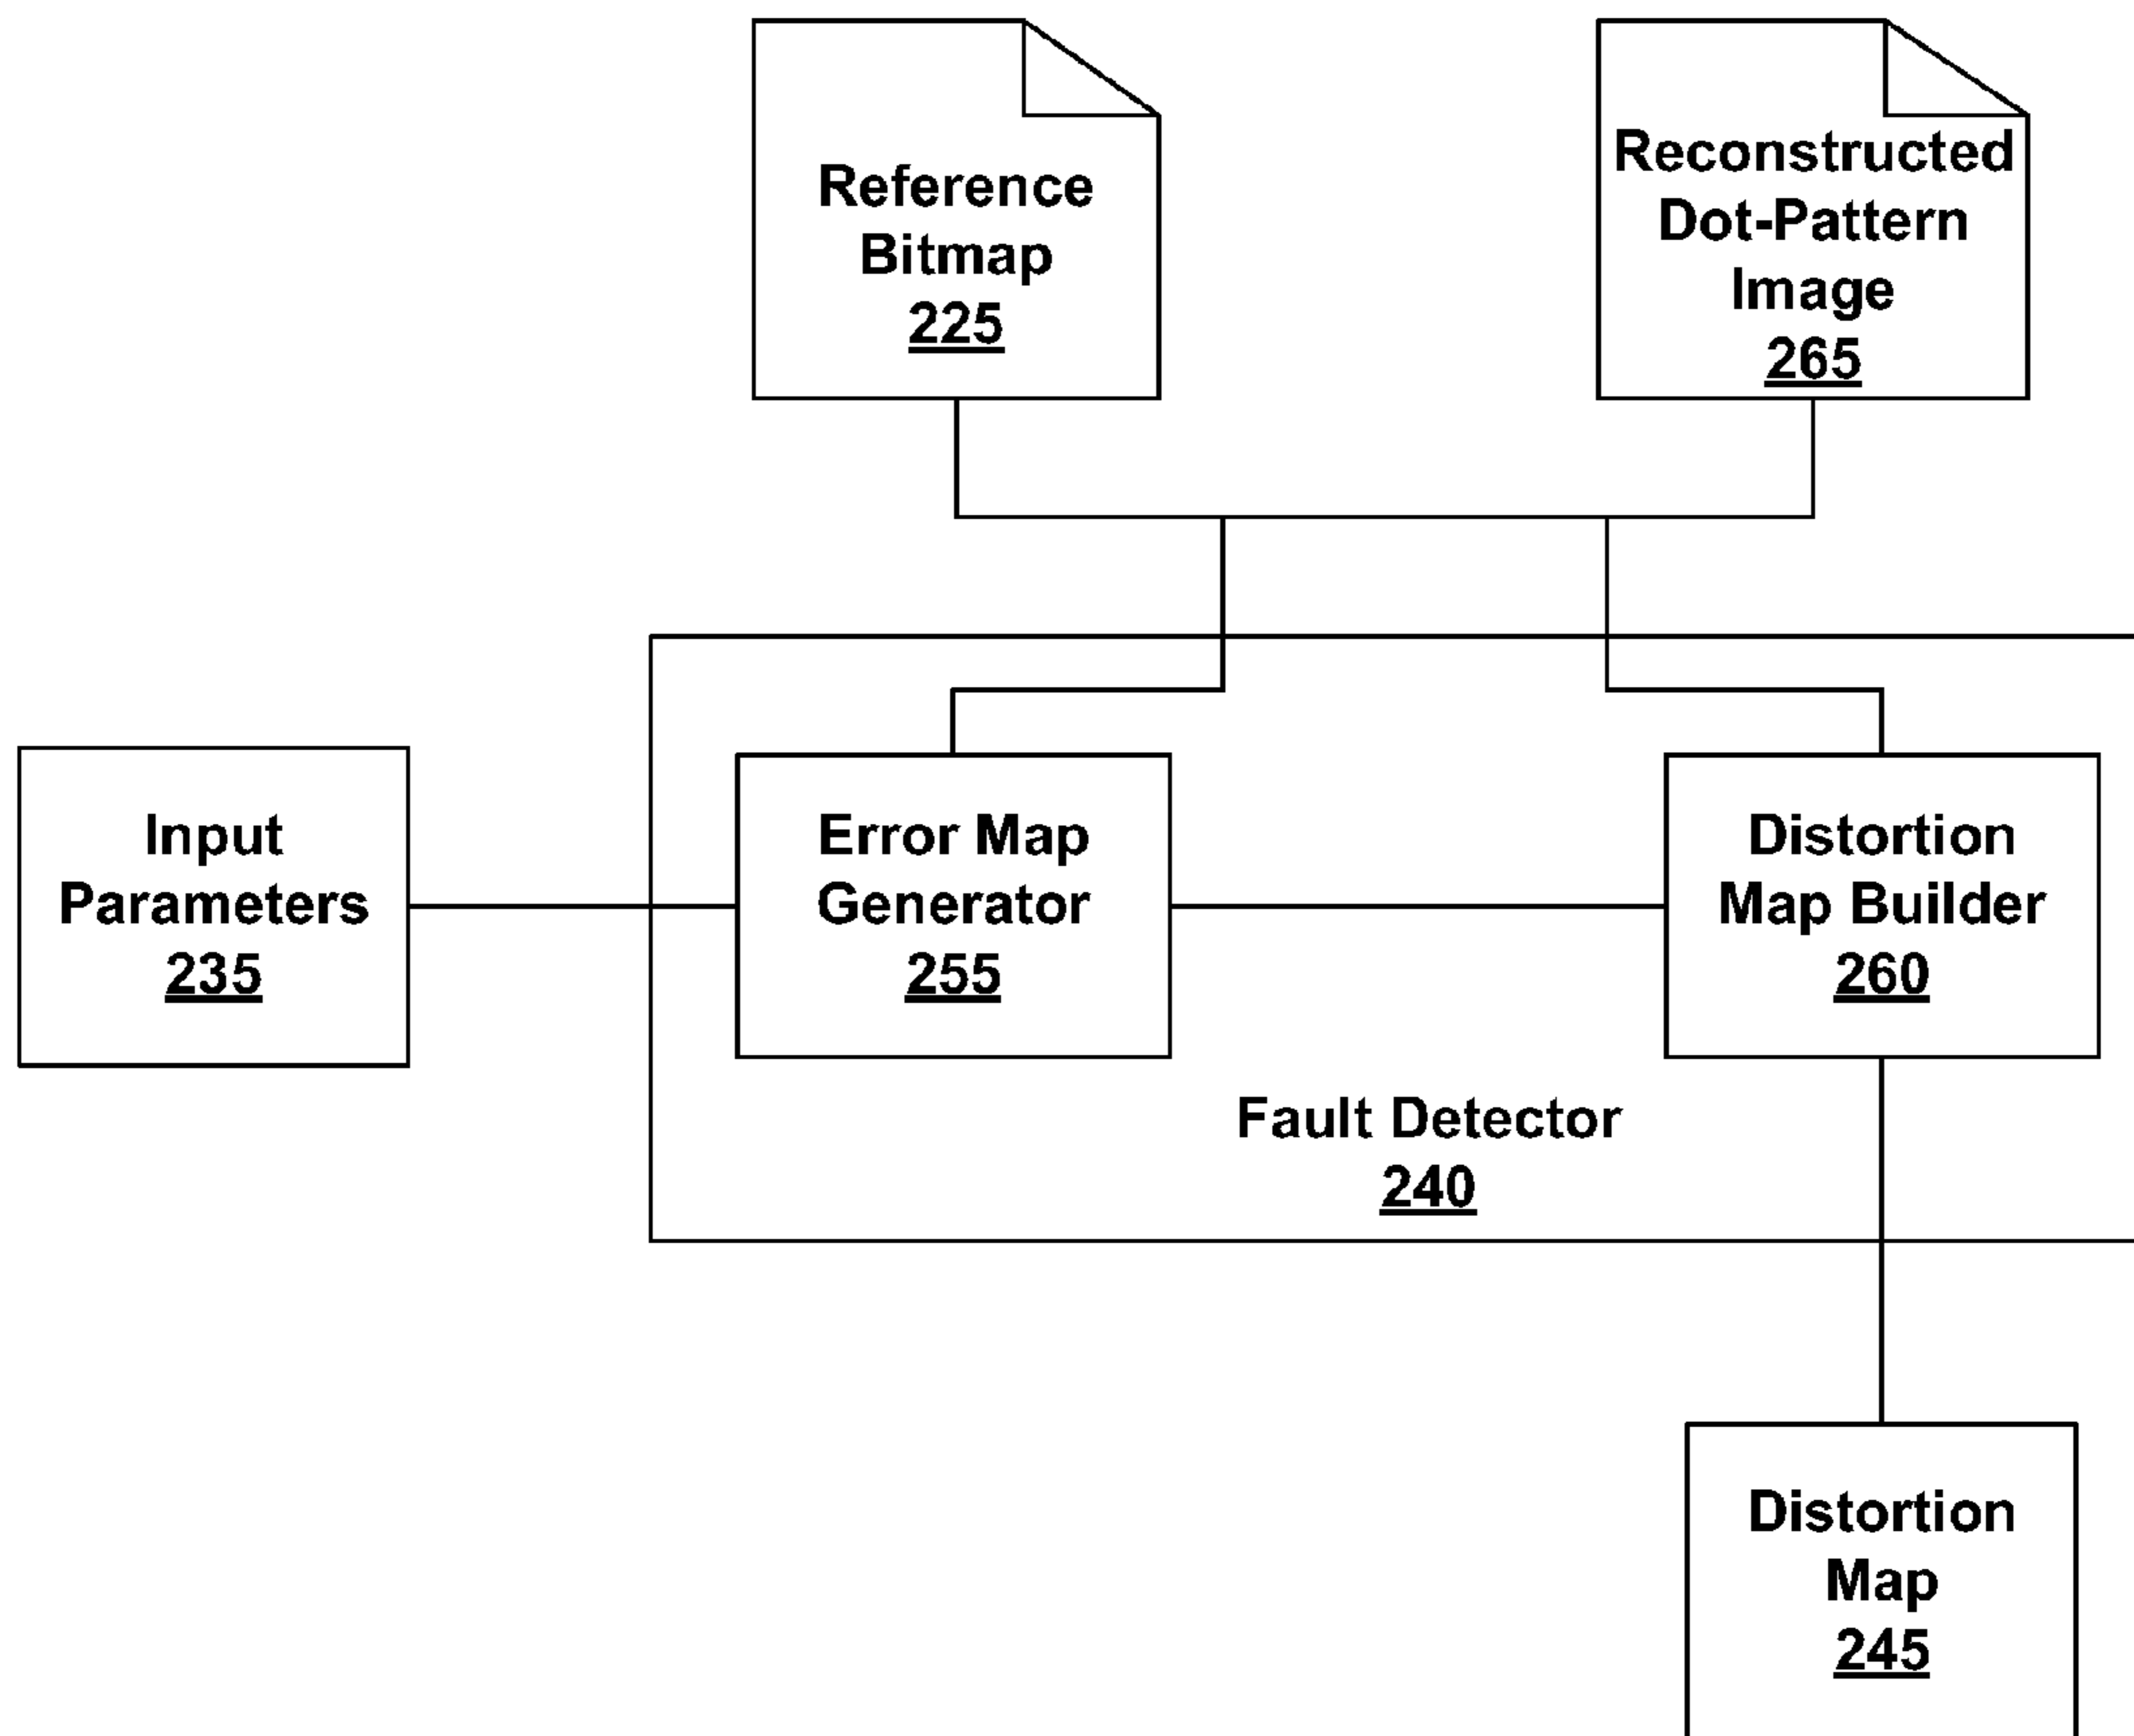 Reference
Bitmap
225
Reconstructed
Dot-Pattern
Image
265
Input
Parameters
235
Error Map
Generator
255
Distortion
Map Builder
260
Fault Detector
240
Distortion
Map
245